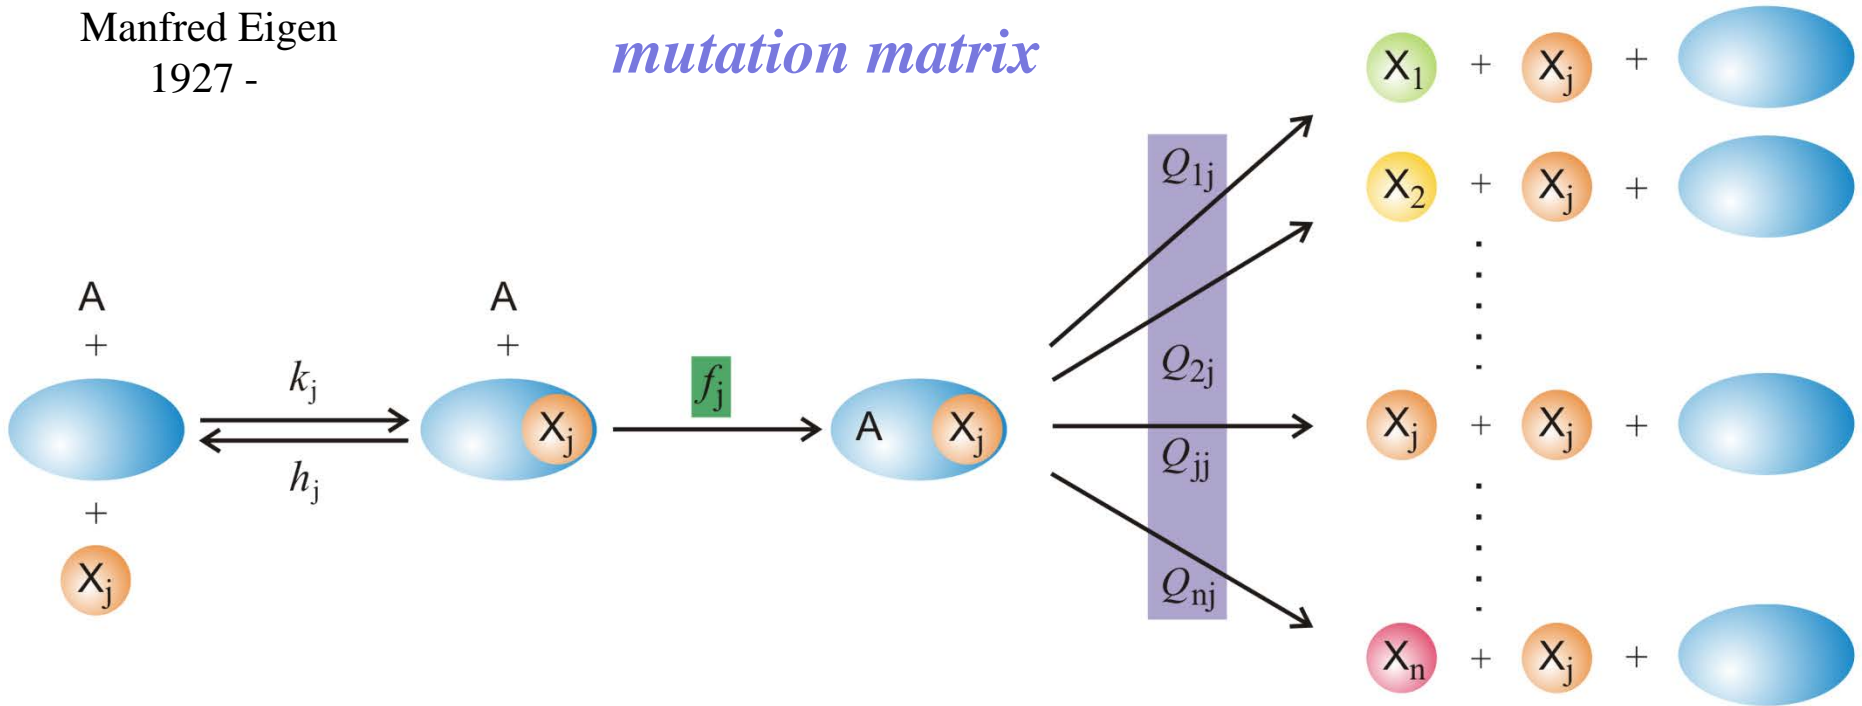 Manfred Eigen
1927 -
mutation matrix
X1 + Xj +
X2 + Xj +
Q1j
Q2j
Qjj
Qnj
A
+
kj
hj
+
Xj
A
+
Xj
fj
A Xj
Xj + Xj +
Xn + Xj +